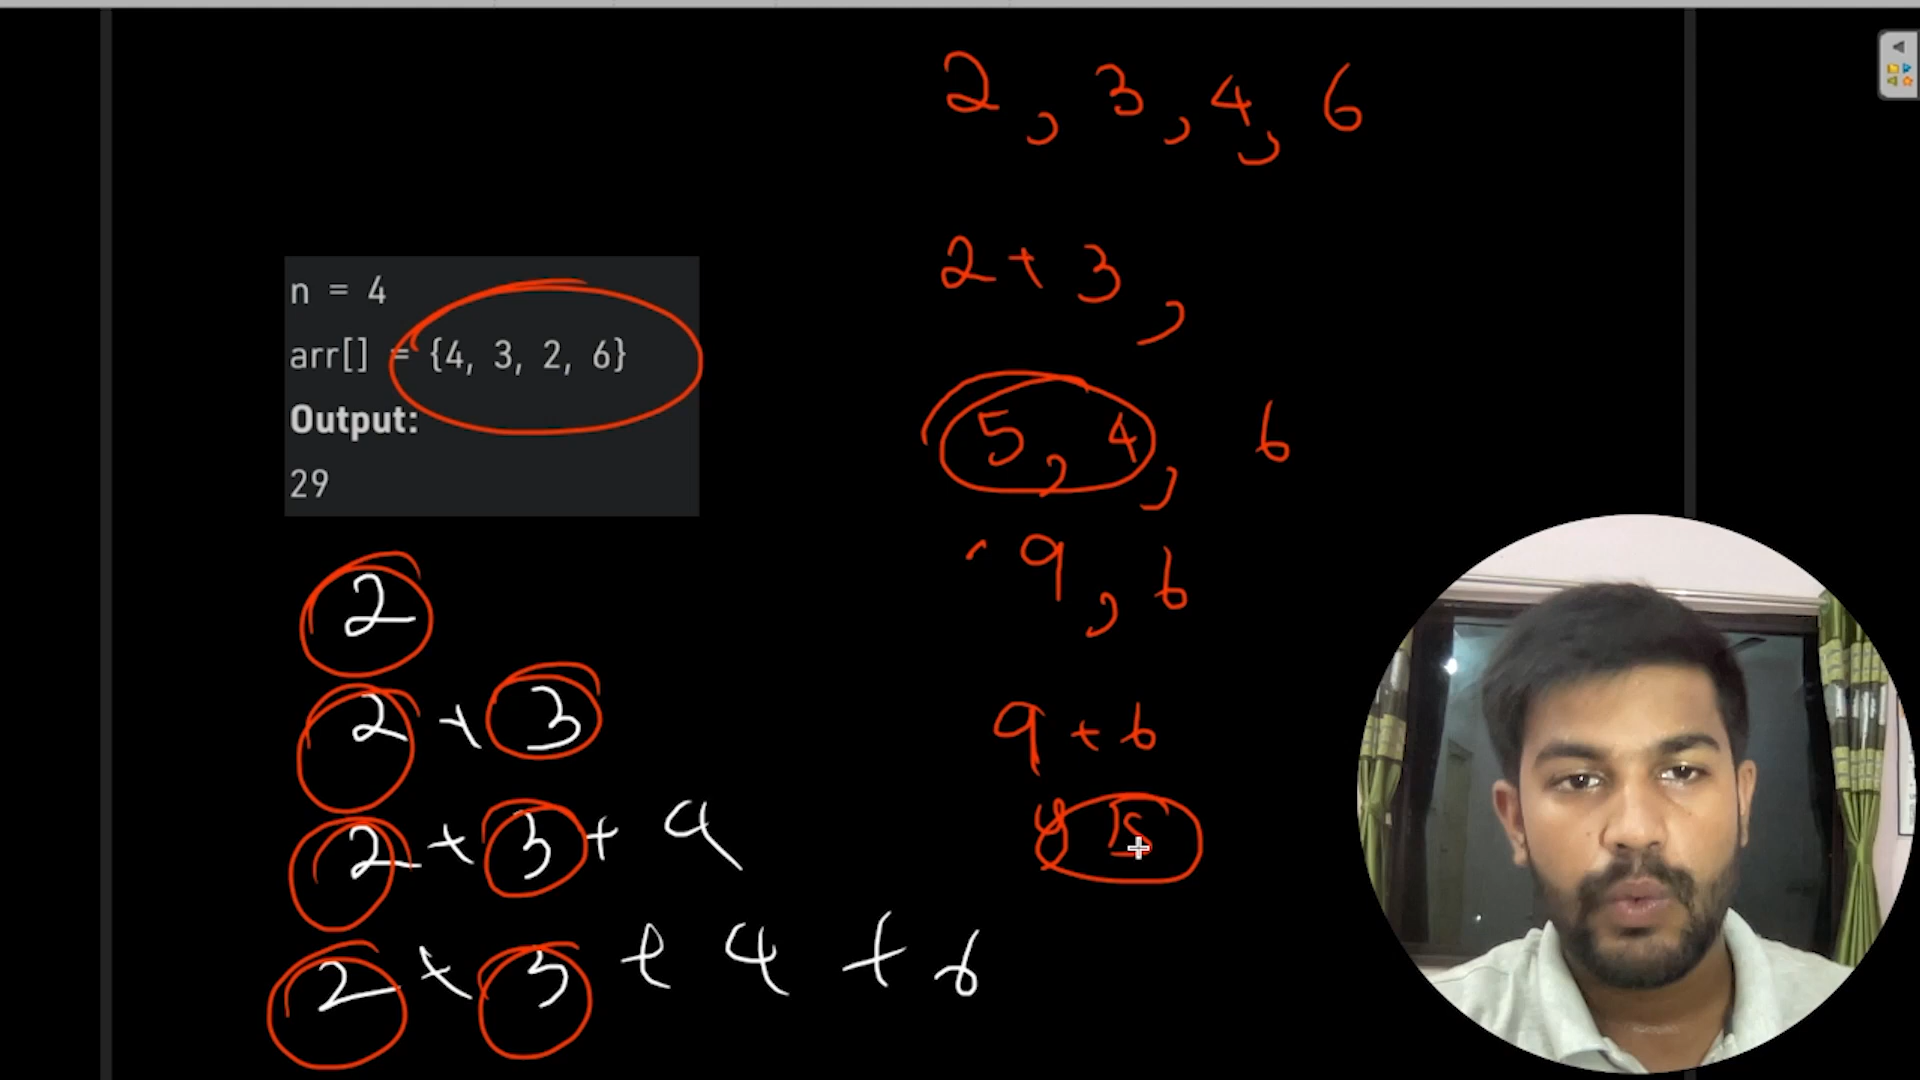 n = 4
arr[] = {4, 3, 2, 6}
Output:
29
2
2 + 3
2 + 3 + 4
2 + 3 + 4 + 6
2, 3, 4, 6
2 + 3,
5, 4, 6
9, 6
9 + 6
15